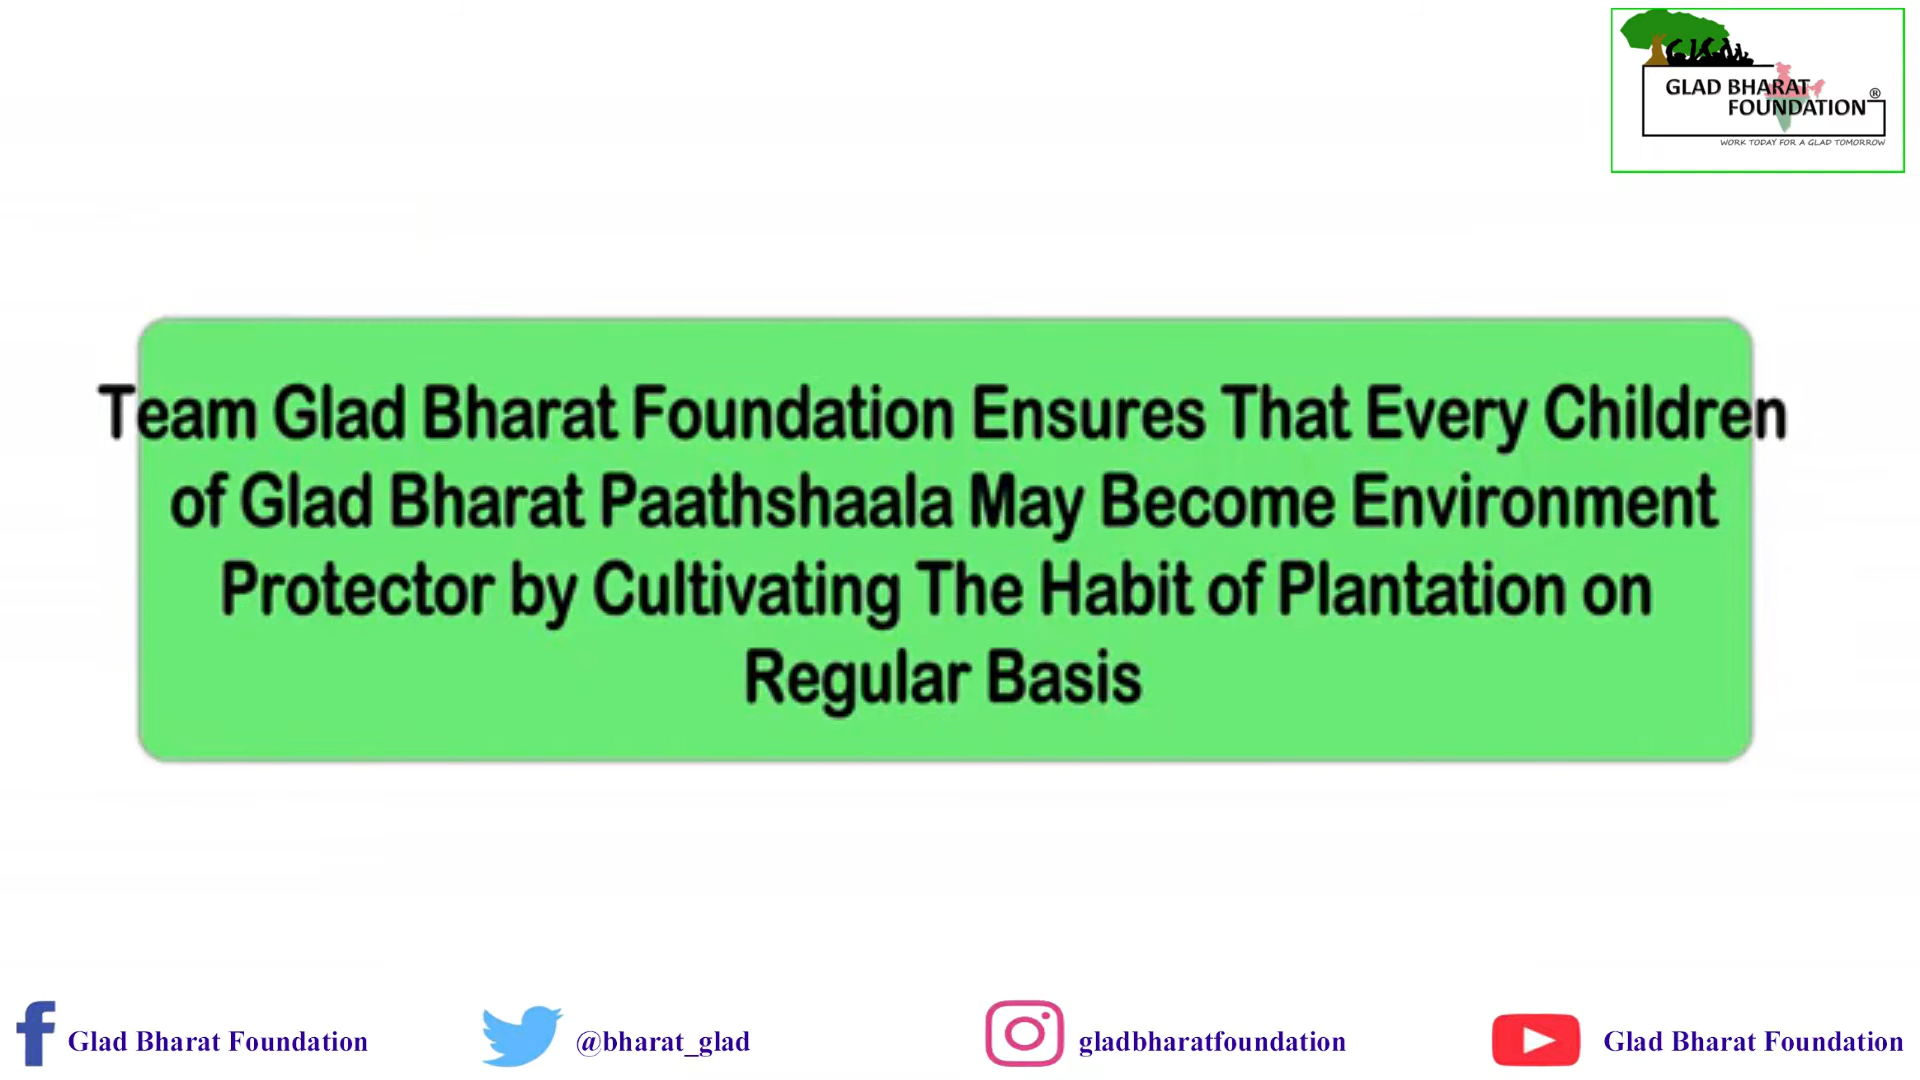 GLAD BHARAT
FOUNDATION®
WORK TODAY FOR A GLAD TOMORROW
Team Glad Bharat Foundation Ensures That Every Children
of Glad Bharat Paathshaala May Become Environment
Protector by Cultivating The Habit of Plantation on
Regular Basis
Glad Bharat Foundation
@bharat_glad
gladbharatfoundation
Glad Bharat Foundation